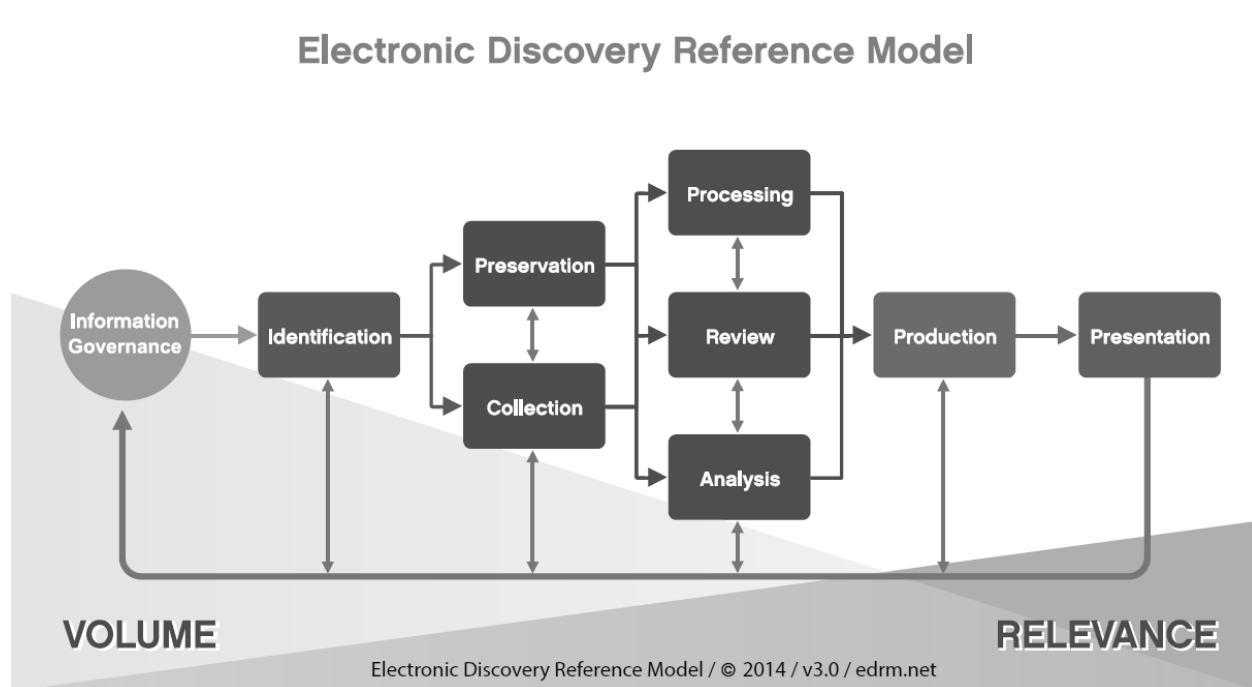 Electronic Discovery Reference Model
Processing
Preservation
Information
Governance
Identification
Review
Production
Presentation
Collection
Analysis
VOLUME
RELEVANCE
Electronic Discovery Reference Model / © 2014 / v3.0 / edrm.net